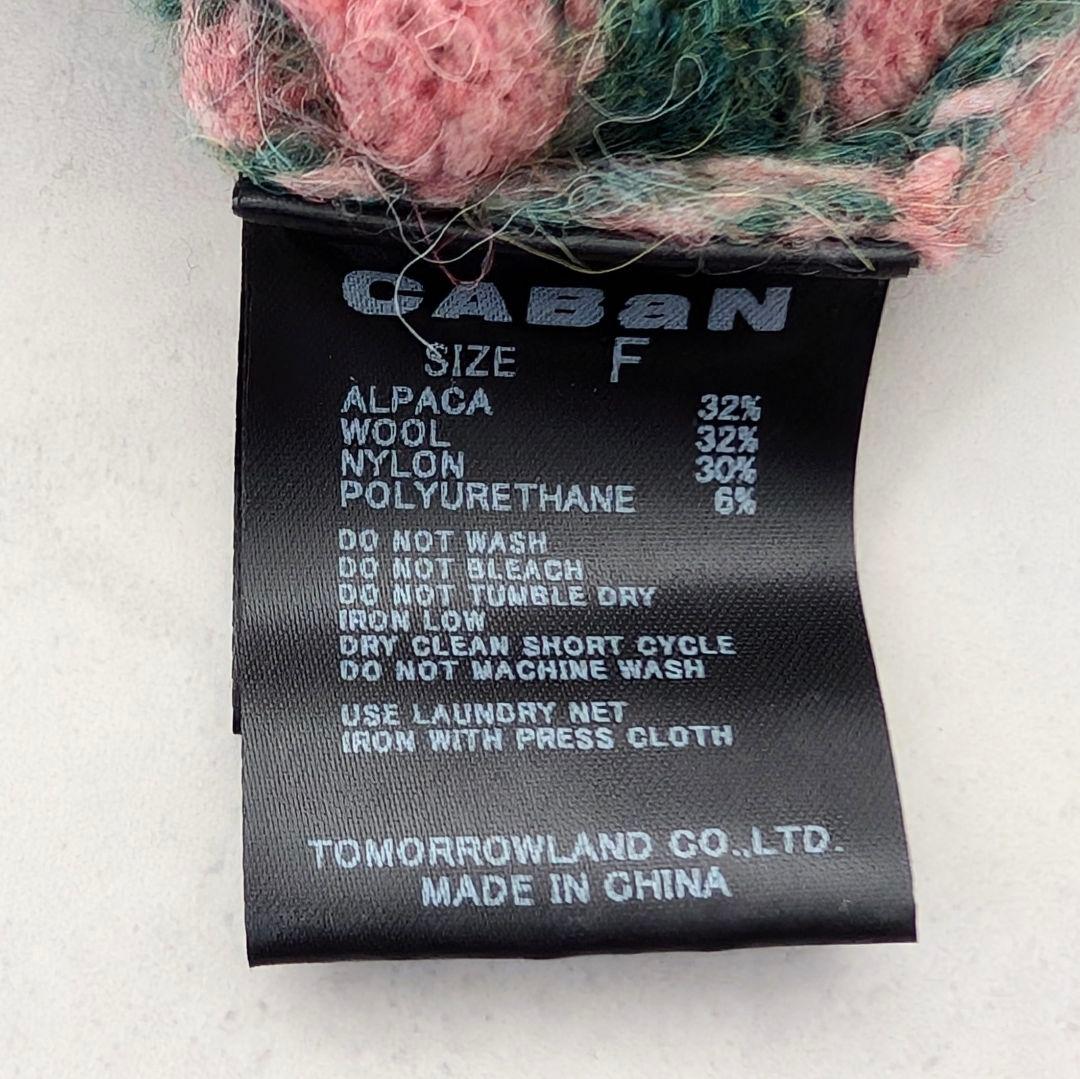 CABaN
SIZE F
ALPACA 32%
WOOL 32%
NYLON 30%
POLYURETHANE 6%
DO NOT WASH
DO NOT BLEACH
DO NOT TUMBLE DRY
IRON LOW
DRY CLEAN SHORT CYCLE
DO NOT MACHINE WASH
USE LAUNDRY NET
IRON WITH PRESS CLOTH
TOMORROWLAND CO.,LTD.
MADE IN CHINA